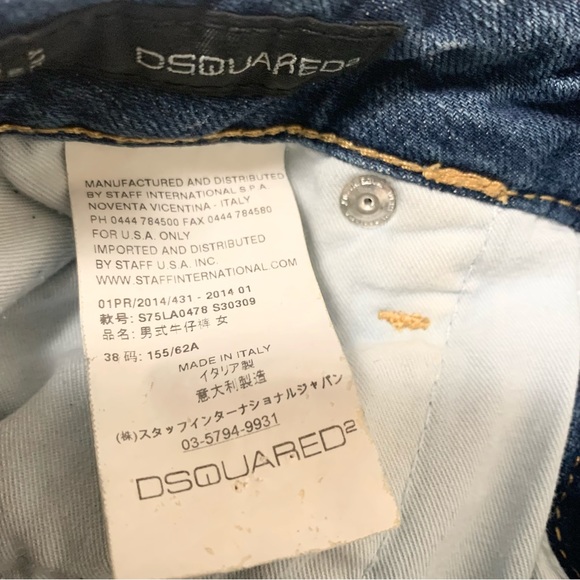 DSQUARED²
MANUFACTURED AND DISTRIBUTED
BY STAFF INTERNATIONAL S.P.A.
NOVENTA VICENTINA - ITALY
PH 0444 784500 FAX 0444 784580
FOR U.S.A. ONLY
IMPORTED AND DISTRIBUTED
BY STAFF U.S.A. INC.
WWW.STAFFINTERNATIONAL.COM
01PR/2014/431 - 2014 01
款号: S75LA0478 S30309
品名: 男式牛仔裤 女
38 码: 155/62A
MADE IN ITALY
イタリア製
意大利製造
(株)スタッフインターナショナルジャパン
03-5794-9931
DSQUARED²